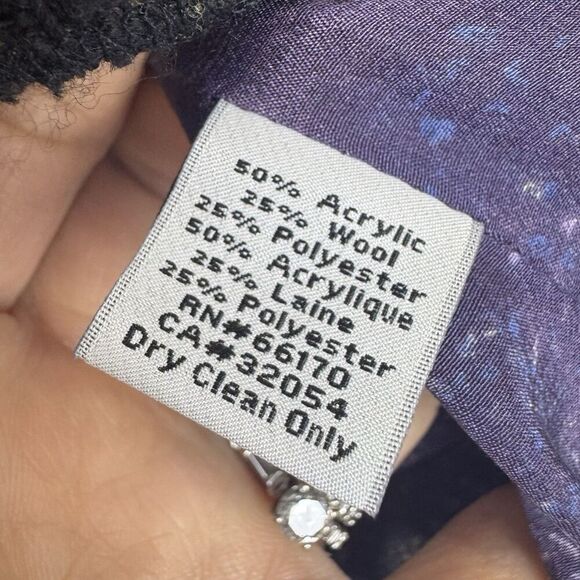 50% Acrylic
25% Wool
25% Polyester
50% Acrylique
25% Laine
25% Polyester
RN#66170
CA#32054
Dry Clean Only